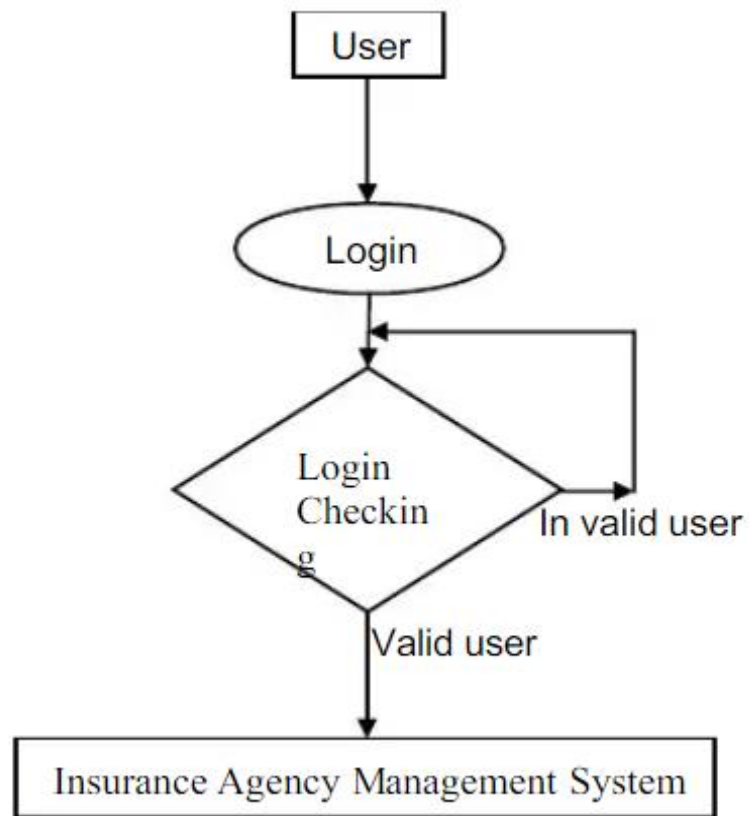 User
Login
Login
Checkin
g
In valid user
Valid user
Insurance Agency Management System